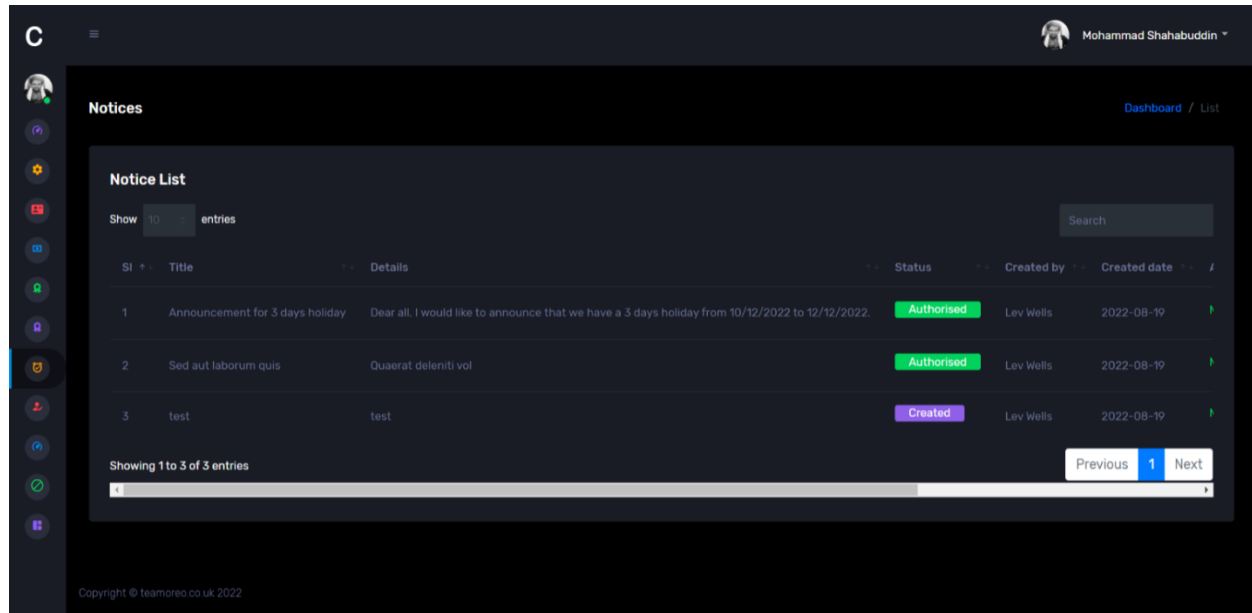 C
Mohammad Shahabuddin
Notices
Dashboard / List
Notice List
Show 10 entries
Search
Sl Title Details Status Created by Created date
1 Announcement for 3 days holiday Dear all, I would like to announce that we have a 3 days holiday from 10/12/2022 to 12/12/2022. Authorised Lev Wells 2022-08-19
2 Sed aut laborum quis Quaerat deleniti vol Authorised Lev Wells 2022-08-19
3 test test Created Lev Wells 2022-08-19
Showing 1 to 3 of 3 entries
Previous 1 Next
Copyright © teamoreo.co.uk 2022